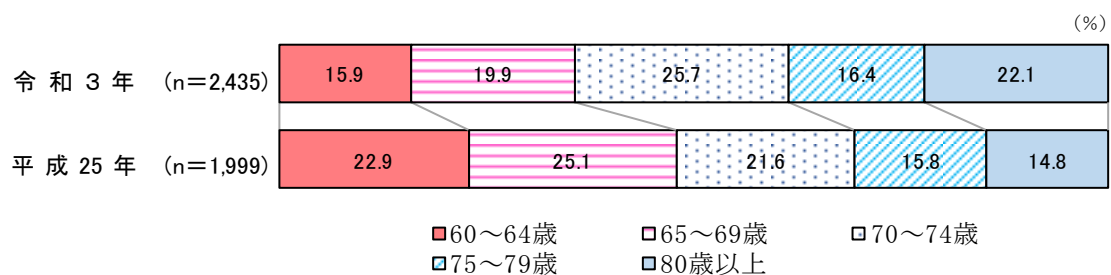 (%)
令和3年 (n=2,435) 15.9 19.9 25.7 16.4 22.1
平成25年 (n=1,999) 22.9 25.1 21.6 15.8 14.8
60～64歳 65～69歳 70～74歳
75～79歳 80歳以上